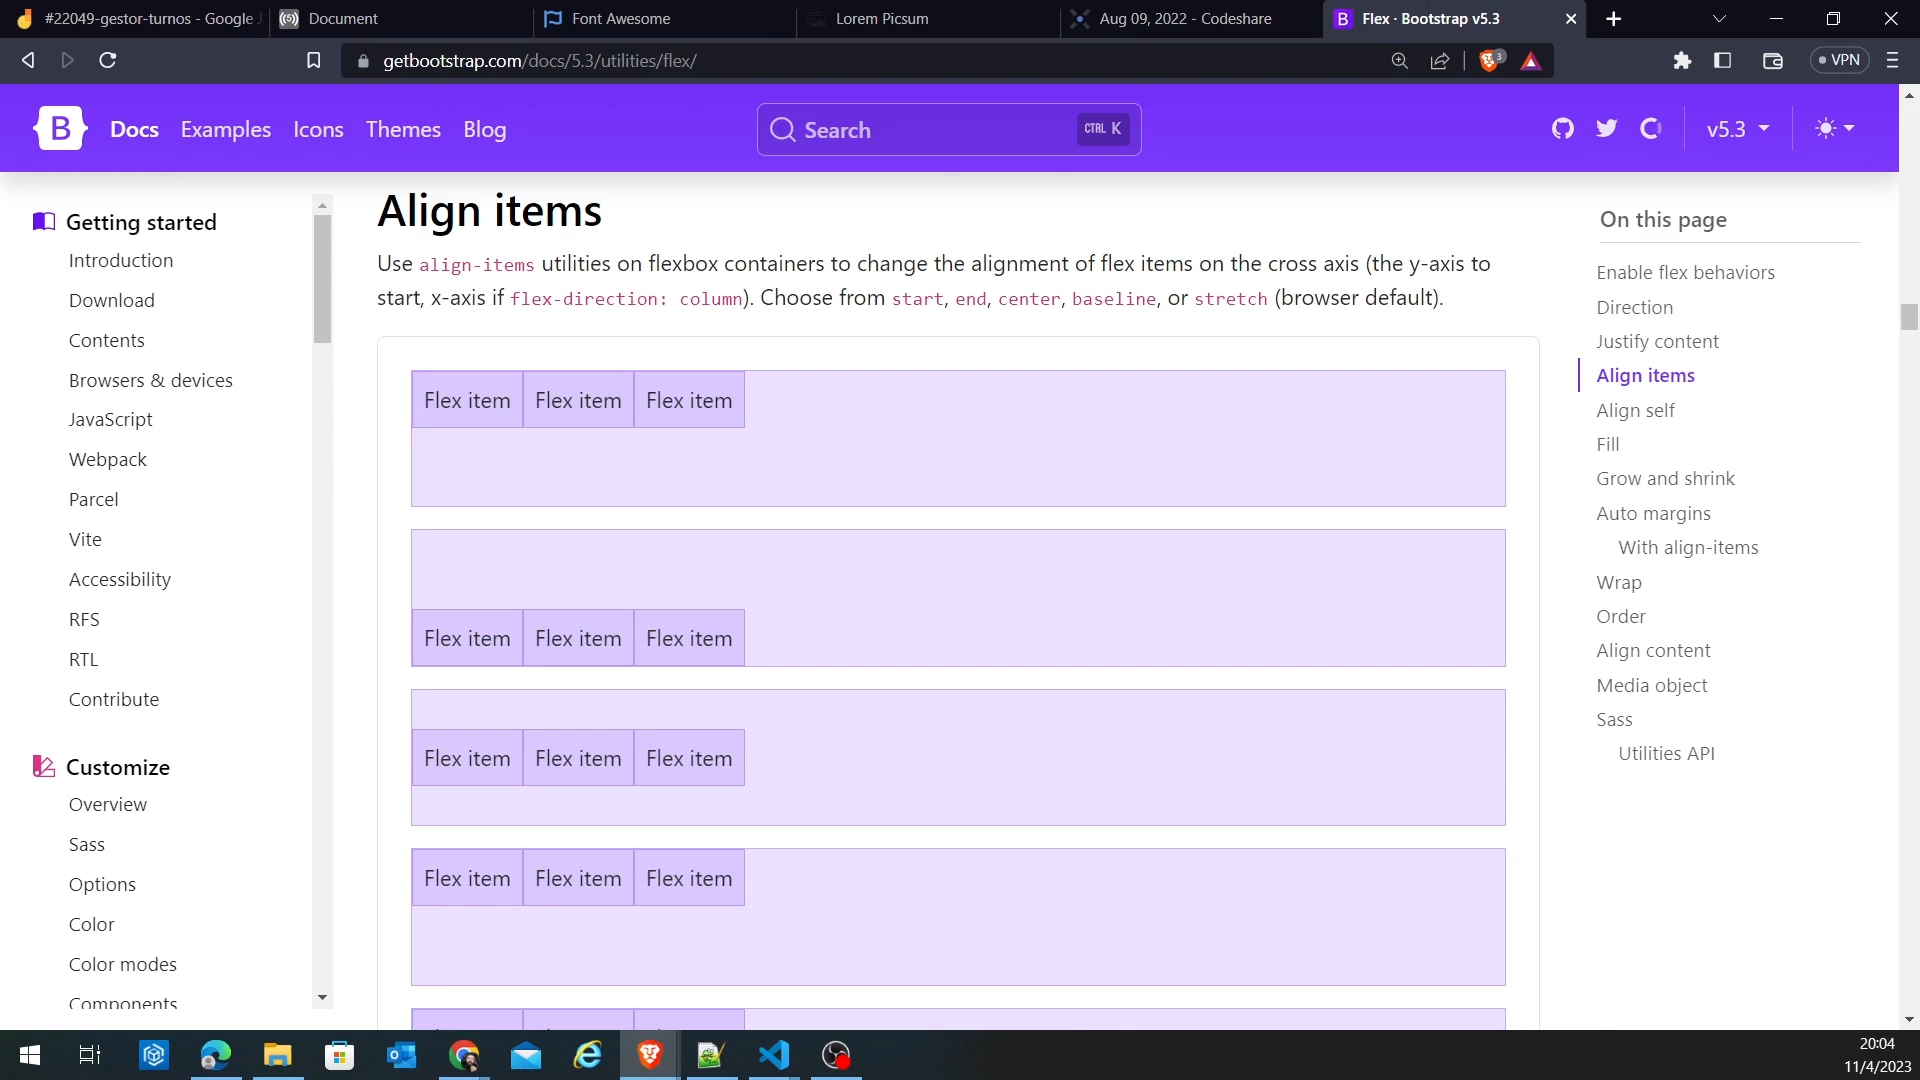 #22049-gestor-turnos - Google J
Document
Font Awesome
Lorem Picsum
Aug 09, 2022 - Codeshare
B Flex · Bootstrap v5.3
getbootstrap.com/docs/5.3/utilities/flex/
3
VPN
B Docs Examples Icons Themes Blog
Search
CTRL K
v5.3
Getting started
Introduction
Download
Contents
Browsers & devices
JavaScript
Webpack
Parcel
Vite
Accessibility
RFS
RTL
Contribute
Customize
Overview
Sass
Options
Color
Color modes
Components
Align items
Use align-items utilities on flexbox containers to change the alignment of flex items on the cross axis (the y-axis to
start, x-axis if flex-direction: column). Choose from start, end, center, baseline, or stretch (browser default).
Flex item Flex item Flex item
Flex item Flex item Flex item
Flex item Flex item Flex item
Flex item Flex item Flex item
On this page
Enable flex behaviors
Direction
Justify content
Align items
Align self
Fill
Grow and shrink
Auto margins
With align-items
Wrap
Order
Align content
Media object
Sass
Utilities API
20:04
11/4/2023